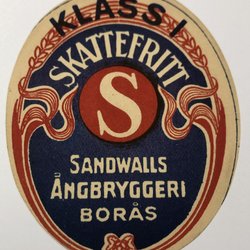 KLASS I
SKATTEFRITT
S
SANDWALLS
ÅNGBRYGGERI
BORÅS